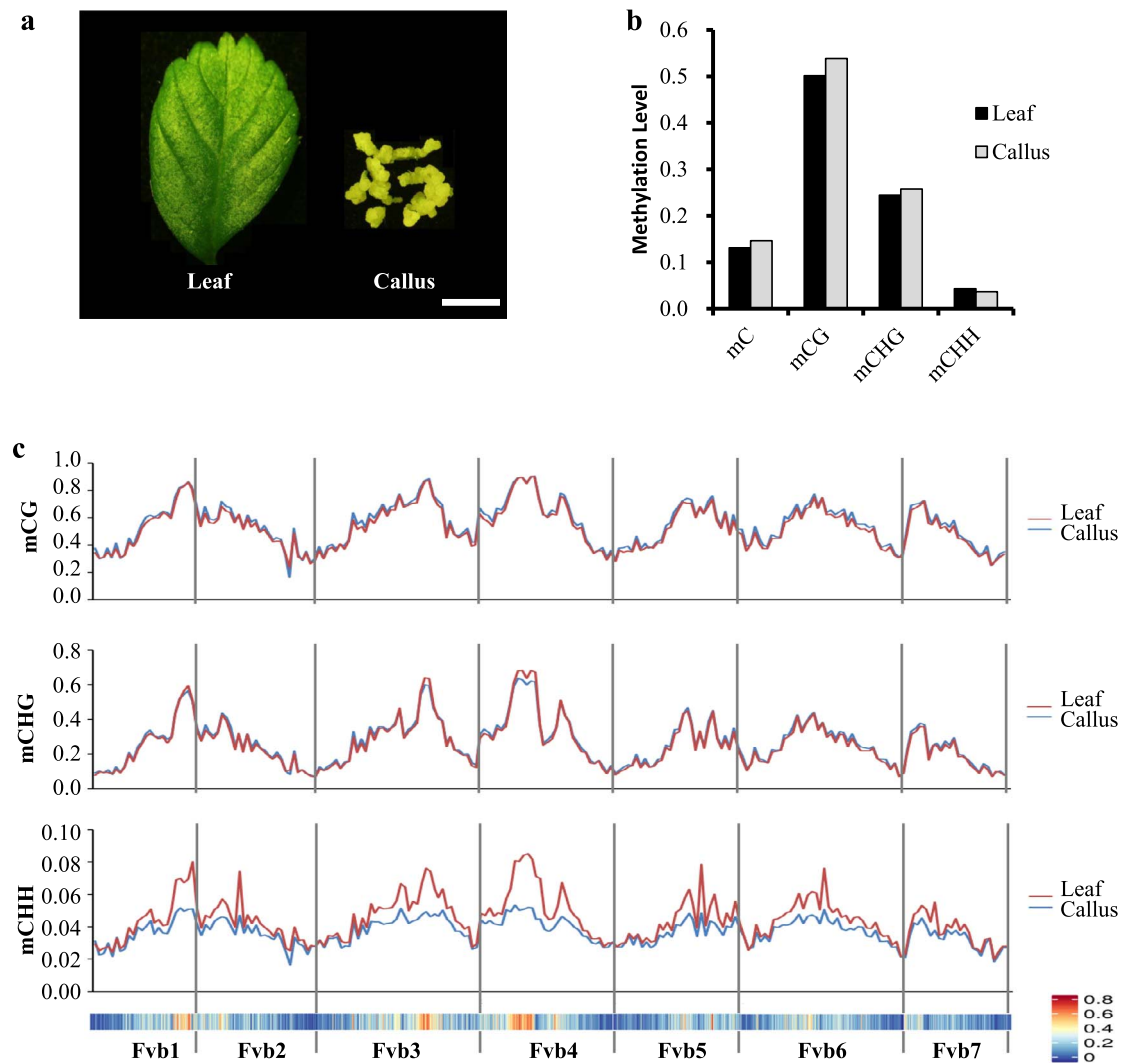 a
Leaf
Callus
b
Methylation Level
0.6
0.5
0.4
0.3
0.2
0.1
0.0
mC
mCG
mCHG
mCHH
Leaf
Callus
c
mCG
1.0
0.8
0.6
0.4
0.2
0.0
Leaf
Callus
mCHG
0.8
0.6
0.4
0.2
0.0
Leaf
Callus
mCHH
0.10
0.08
0.06
0.04
0.02
0.00
Leaf
Callus
0.8
0.6
0.4
0.2
0
Fvb1
Fvb2
Fvb3
Fvb4
Fvb5
Fvb6
Fvb7